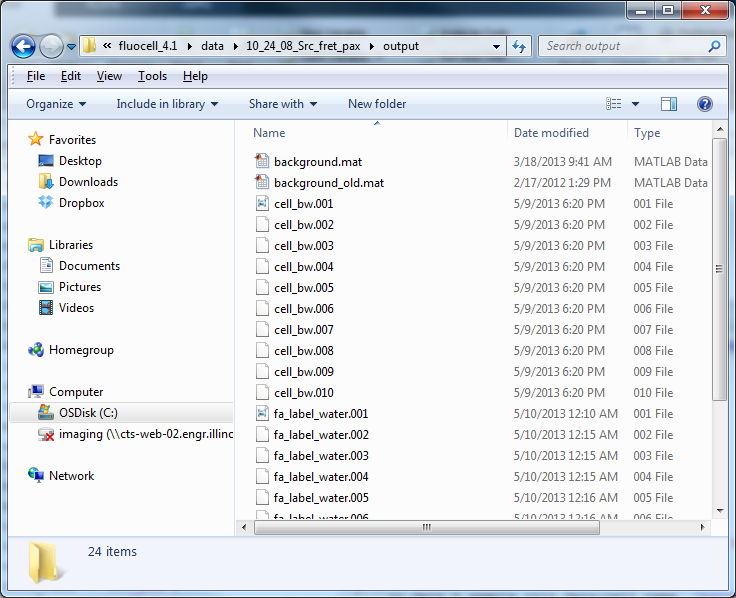 « fluocell_4.1 data 10_24_08_Src_fret_pax output Search output
File Edit View Tools Help
Organize Include in library Share with New folder
Favorites
Desktop
Downloads
Dropbox
Libraries
Documents
Pictures
Videos
Homegroup
Computer
OSDisk (C:)
imaging (\\cts-web-02.engr.illinc
Network
Name Date modified Type
background.mat 3/18/2013 9:41 AM MATLAB Data
background_old.mat 2/17/2012 1:29 PM MATLAB Data
cell_bw.001 5/9/2013 6:20 PM 001 File
cell_bw.002 5/9/2013 6:20 PM 002 File
cell_bw.003 5/9/2013 6:20 PM 003 File
cell_bw.004 5/9/2013 6:20 PM 004 File
cell_bw.005 5/9/2013 6:20 PM 005 File
cell_bw.006 5/9/2013 6:20 PM 006 File
cell_bw.007 5/9/2013 6:20 PM 007 File
cell_bw.008 5/9/2013 6:20 PM 008 File
cell_bw.009 5/9/2013 6:20 PM 009 File
cell_bw.010 5/9/2013 6:20 PM 010 File
fa_label_water.001 5/10/2013 12:10 AM 001 File
fa_label_water.002 5/10/2013 12:15 AM 002 File
fa_label_water.003 5/10/2013 12:15 AM 003 File
fa_label_water.004 5/10/2013 12:15 AM 004 File
fa_label_water.005 5/10/2013 12:16 AM 005 File
fa_label_water.006 5/10/2013 12:16 AM 006 File
24 items